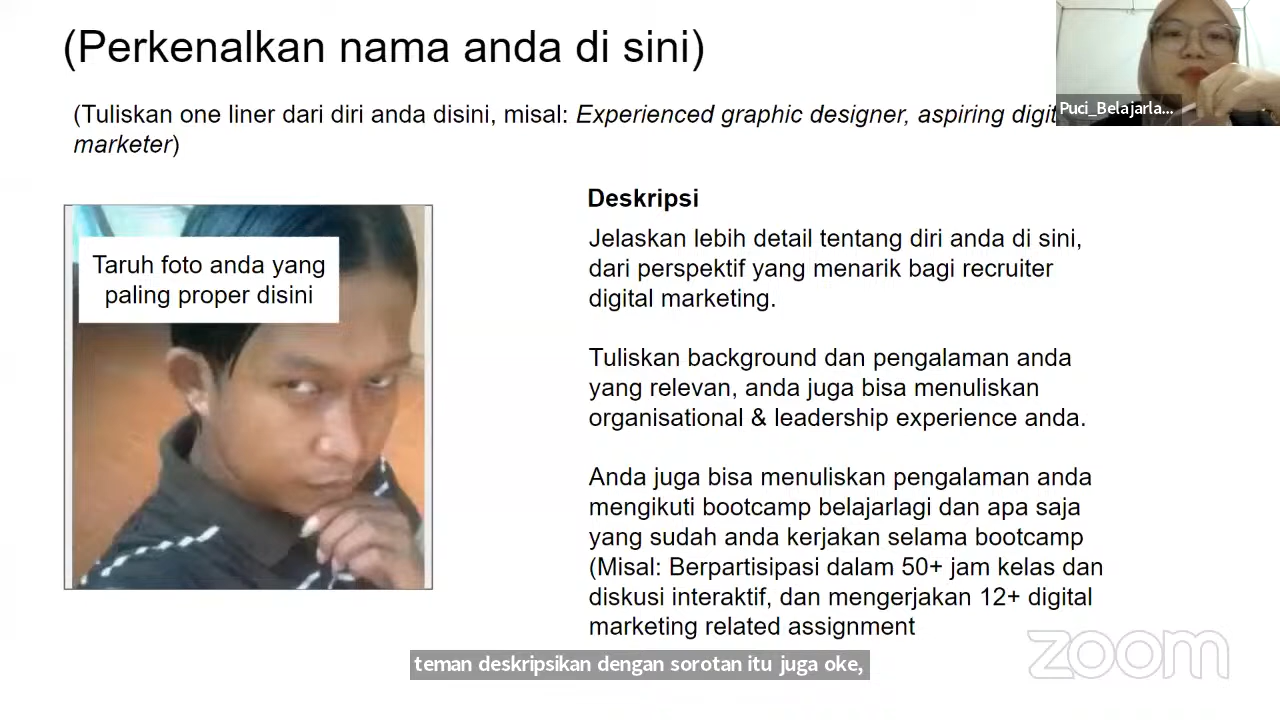 (Perkenalkan nama anda di sini)
(Tuliskan one liner dari diri anda disini, misal: Experienced graphic designer, aspiring digit
marketer)
Puci_Belajarla...
Taruh foto anda yang
paling proper disini
Deskripsi
Jelaskan lebih detail tentang diri anda di sini,
dari perspektif yang menarik bagi recruiter
digital marketing.
Tuliskan background dan pengalaman anda
yang relevan, anda juga bisa menuliskan
organisational & leadership experience anda.
Anda juga bisa menuliskan pengalaman anda
mengikuti bootcamp belajarlagi dan apa saja
yang sudah anda kerjakan selama bootcamp
(Misal: Berpartisipasi dalam 50+ jam kelas dan
diskusi interaktif, dan mengerjakan 12+ digital
marketing related assignment
teman deskripsikan dengan sorotan itu juga oke,
zoom